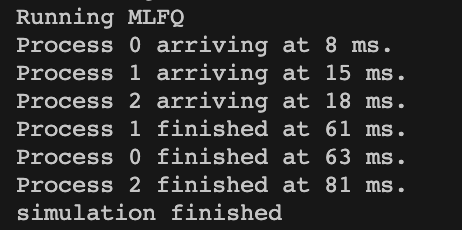 Running MLFQ
Process 0 arriving at 8 ms.
Process 1 arriving at 15 ms.
Process 2 arriving at 18 ms.
Process 1 finished at 61 ms.
Process 0 finished at 63 ms.
Process 2 finished at 81 ms.
simulation finished